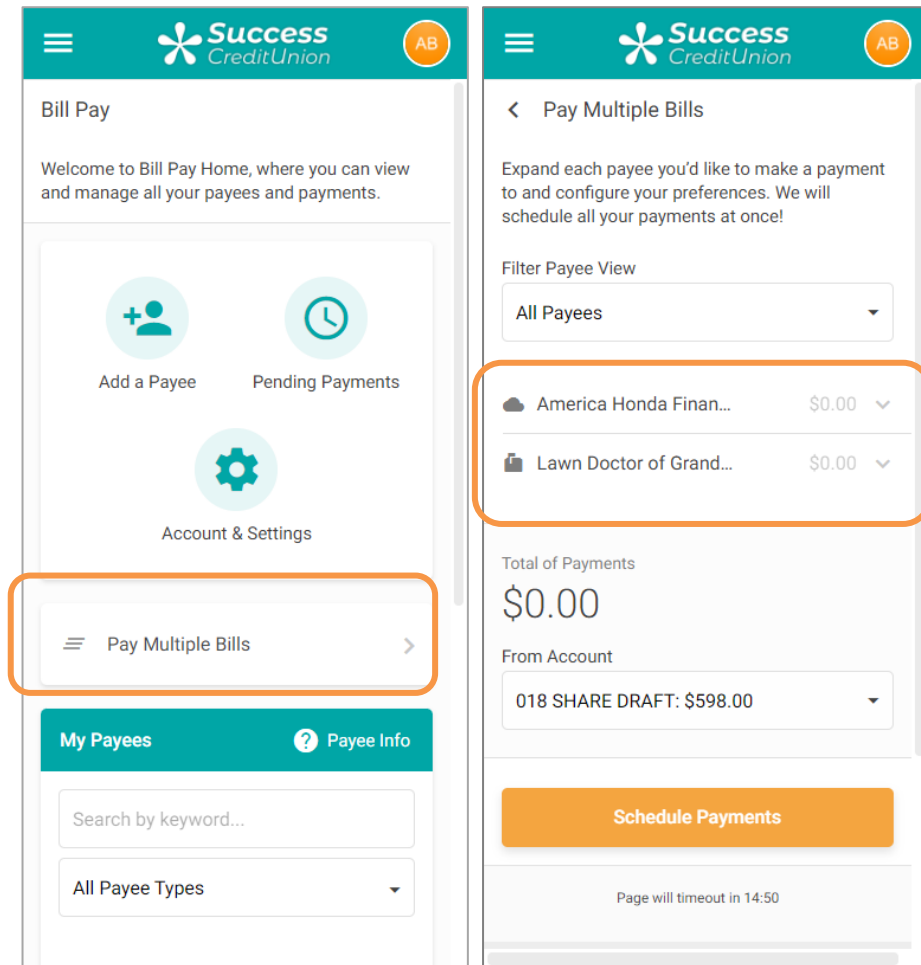 Success
CreditUnion
AB
Bill Pay
Welcome to Bill Pay Home, where you can view
and manage all your payees and payments.
Add a Payee
Pending Payments
Account & Settings
Pay Multiple Bills
My Payees
? Payee Info
Search by keyword...
All Payee Types
Success
CreditUnion
AB
Pay Multiple Bills
Expand each payee you'd like to make a payment
to and configure your preferences. We will
schedule all your payments at once!
Filter Payee View
All Payees
America Honda Finan... $0.00
Lawn Doctor of Grand... $0.00
Total of Payments
$0.00
From Account
018 SHARE DRAFT: $598.00
Schedule Payments
Page will timeout in 14:50